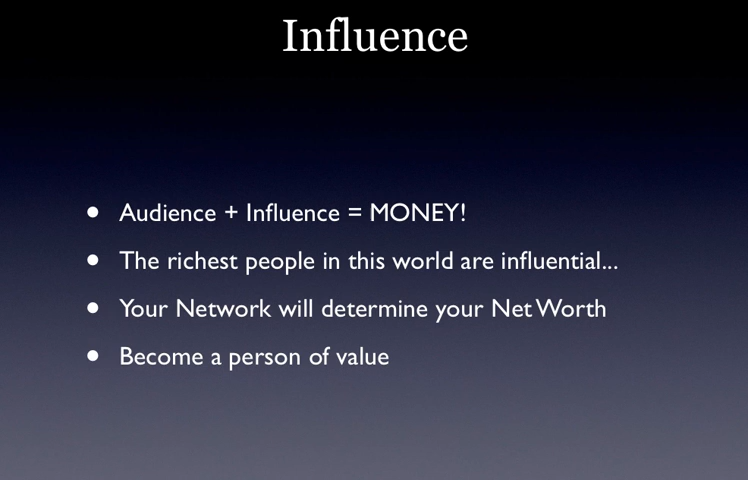 Influence
• Audience + Influence = MONEY!
• The richest people in this world are influential...
• Your Network will determine your Net Worth
• Become a person of value